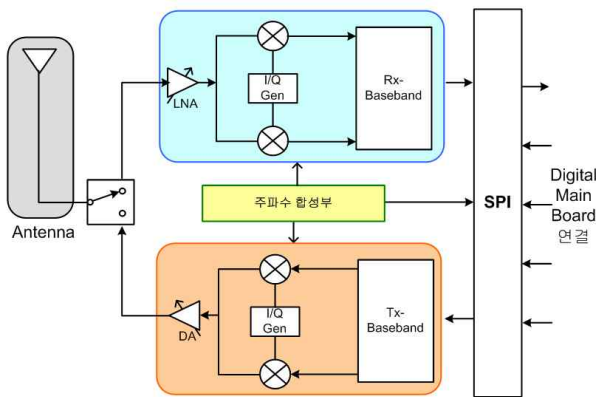 Antenna
LNA
I/Q
Gen
Rx-
Baseband
주파수 합성부
SPI
Digital
Main
Board
연결
DA
I/Q
Gen
Tx-
Baseband